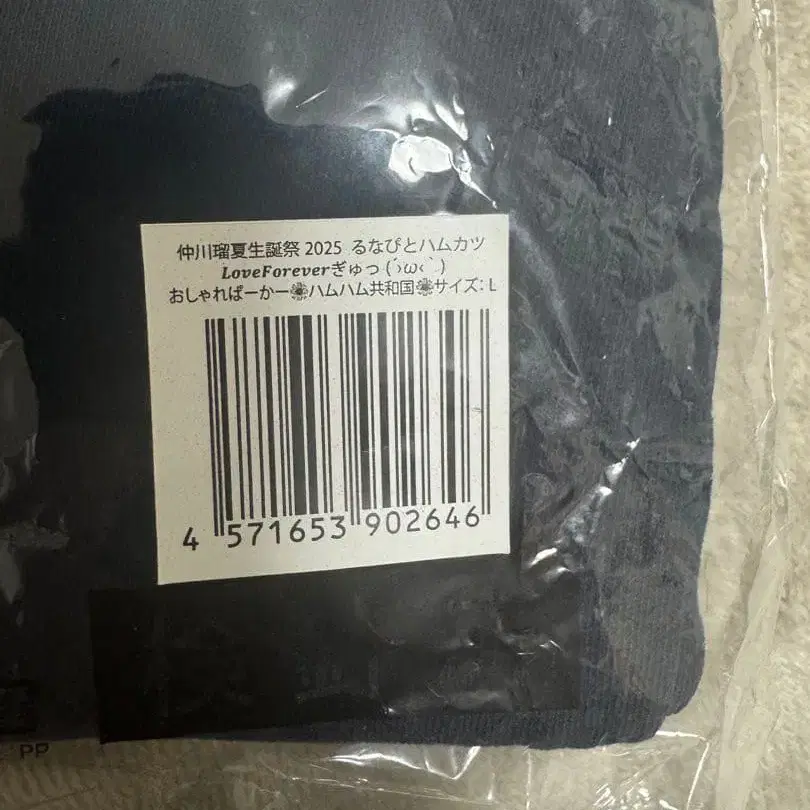 仲川瑠夏生誕祭 2025 るなぴとハムカツ
LoveForeverぎゅっ (›´ω`‹ )
おしゃれぱーかー❁ハムハム共和国❁サイズ: L
4 571653 902646
PP